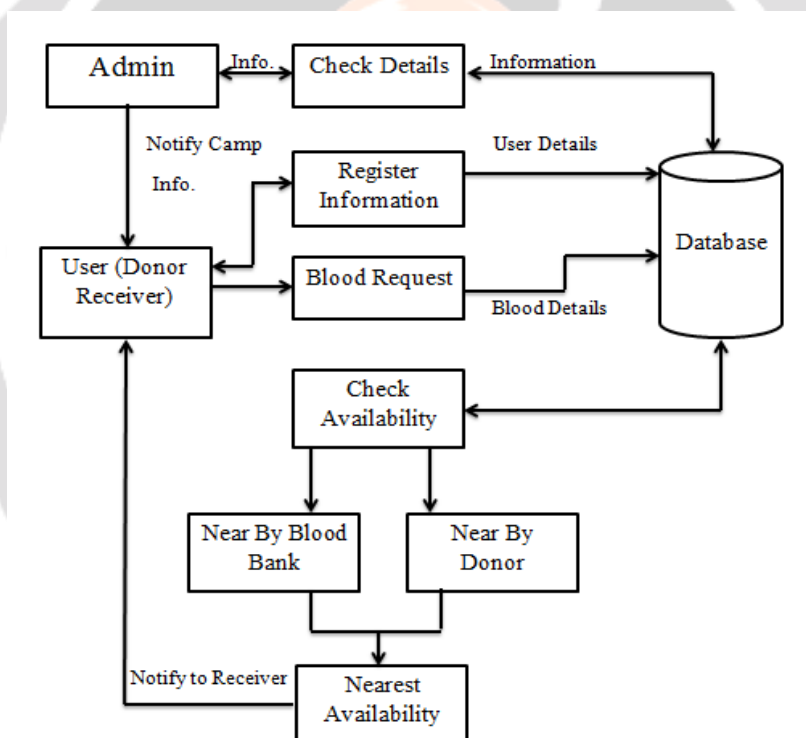 Admin
Info.
Check Details
Information
Notify Camp
Info.
Register
Information
User Details
Database
User (Donor
Receiver)
Blood Request
Blood Details
Check
Availability
Near By Blood
Bank
Near By
Donor
Notify to Receiver
Nearest
Availability